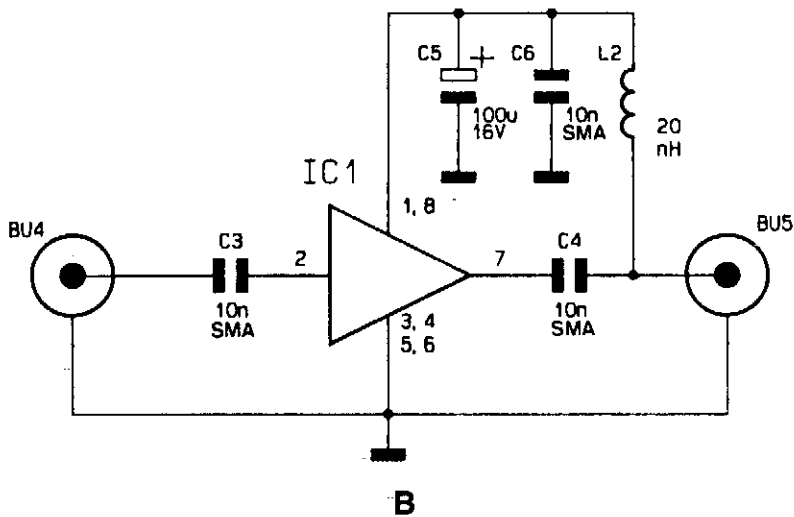 C5
+
C6
L2
100u
16V
10n
SMA
20
nH
IC1
1, 8
BU4
C3
2
7
C4
BU5
10n
SMA
3, 4
5, 6
10n
SMA
B